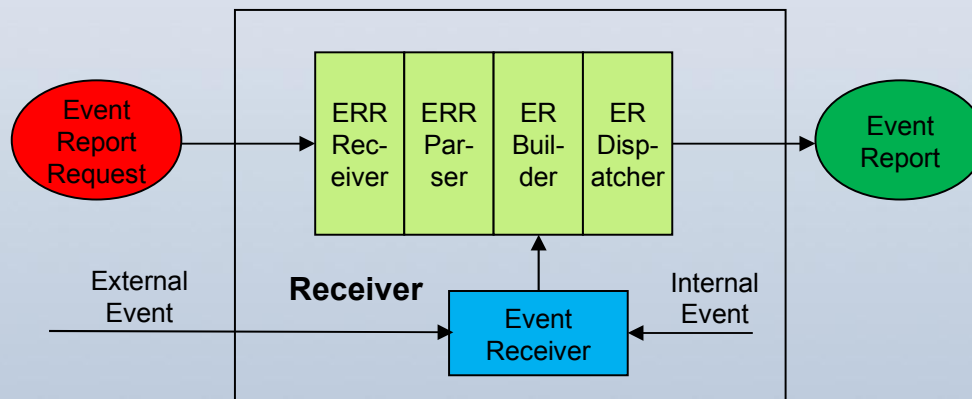 Event
Report
Request
ERR
Rec-
eiver
ERR
Par-
ser
ER
Buil-
der
ER
Disp-
atcher
Event
Report
External
Event
Receiver
Internal
Event
Event
Receiver